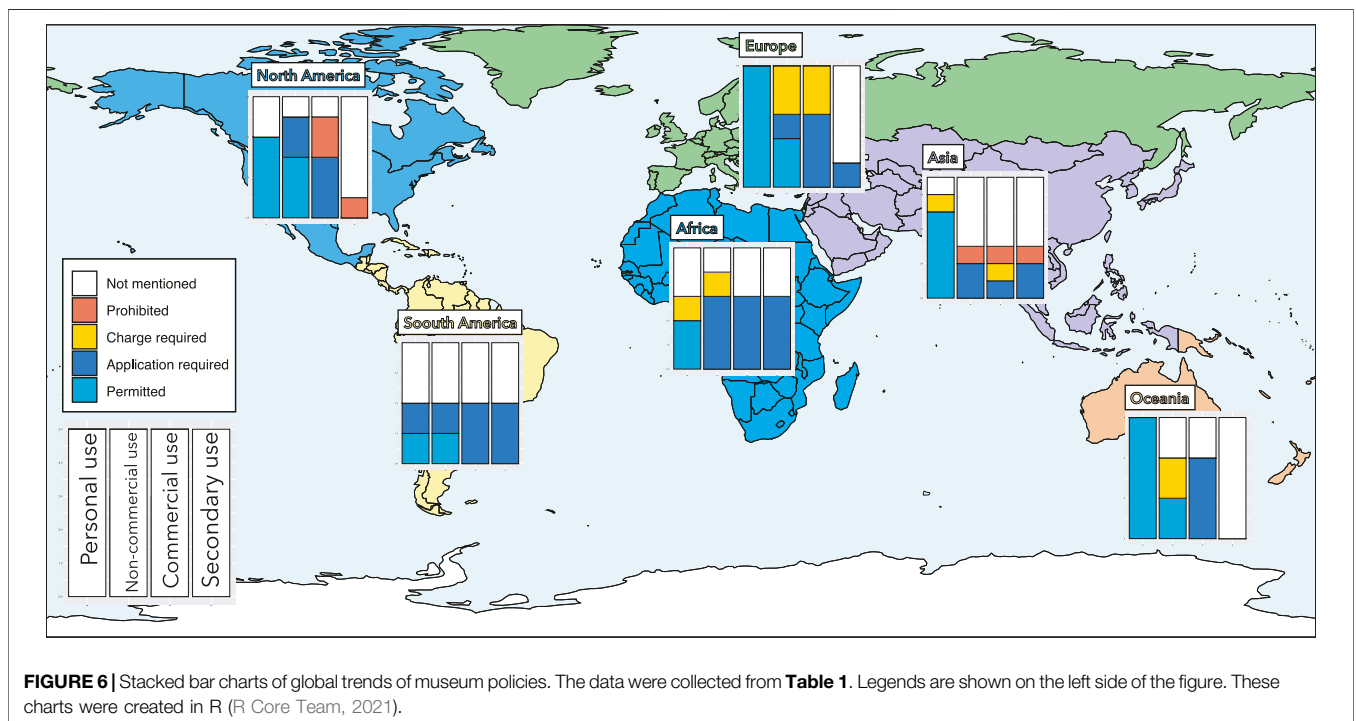 Europe
North America
Asia
Africa
Not mentioned
Prohibited
Charge required
Application required
Permitted
Soouth America
Oceania
Personal use
Non-commercial use
Commercial use
Secondary use
FIGURE 6 | Stacked bar charts of global trends of museum policies. The data were collected from Table 1. Legends are shown on the left side of the figure. These
charts were created in R (R Core Team, 2021).